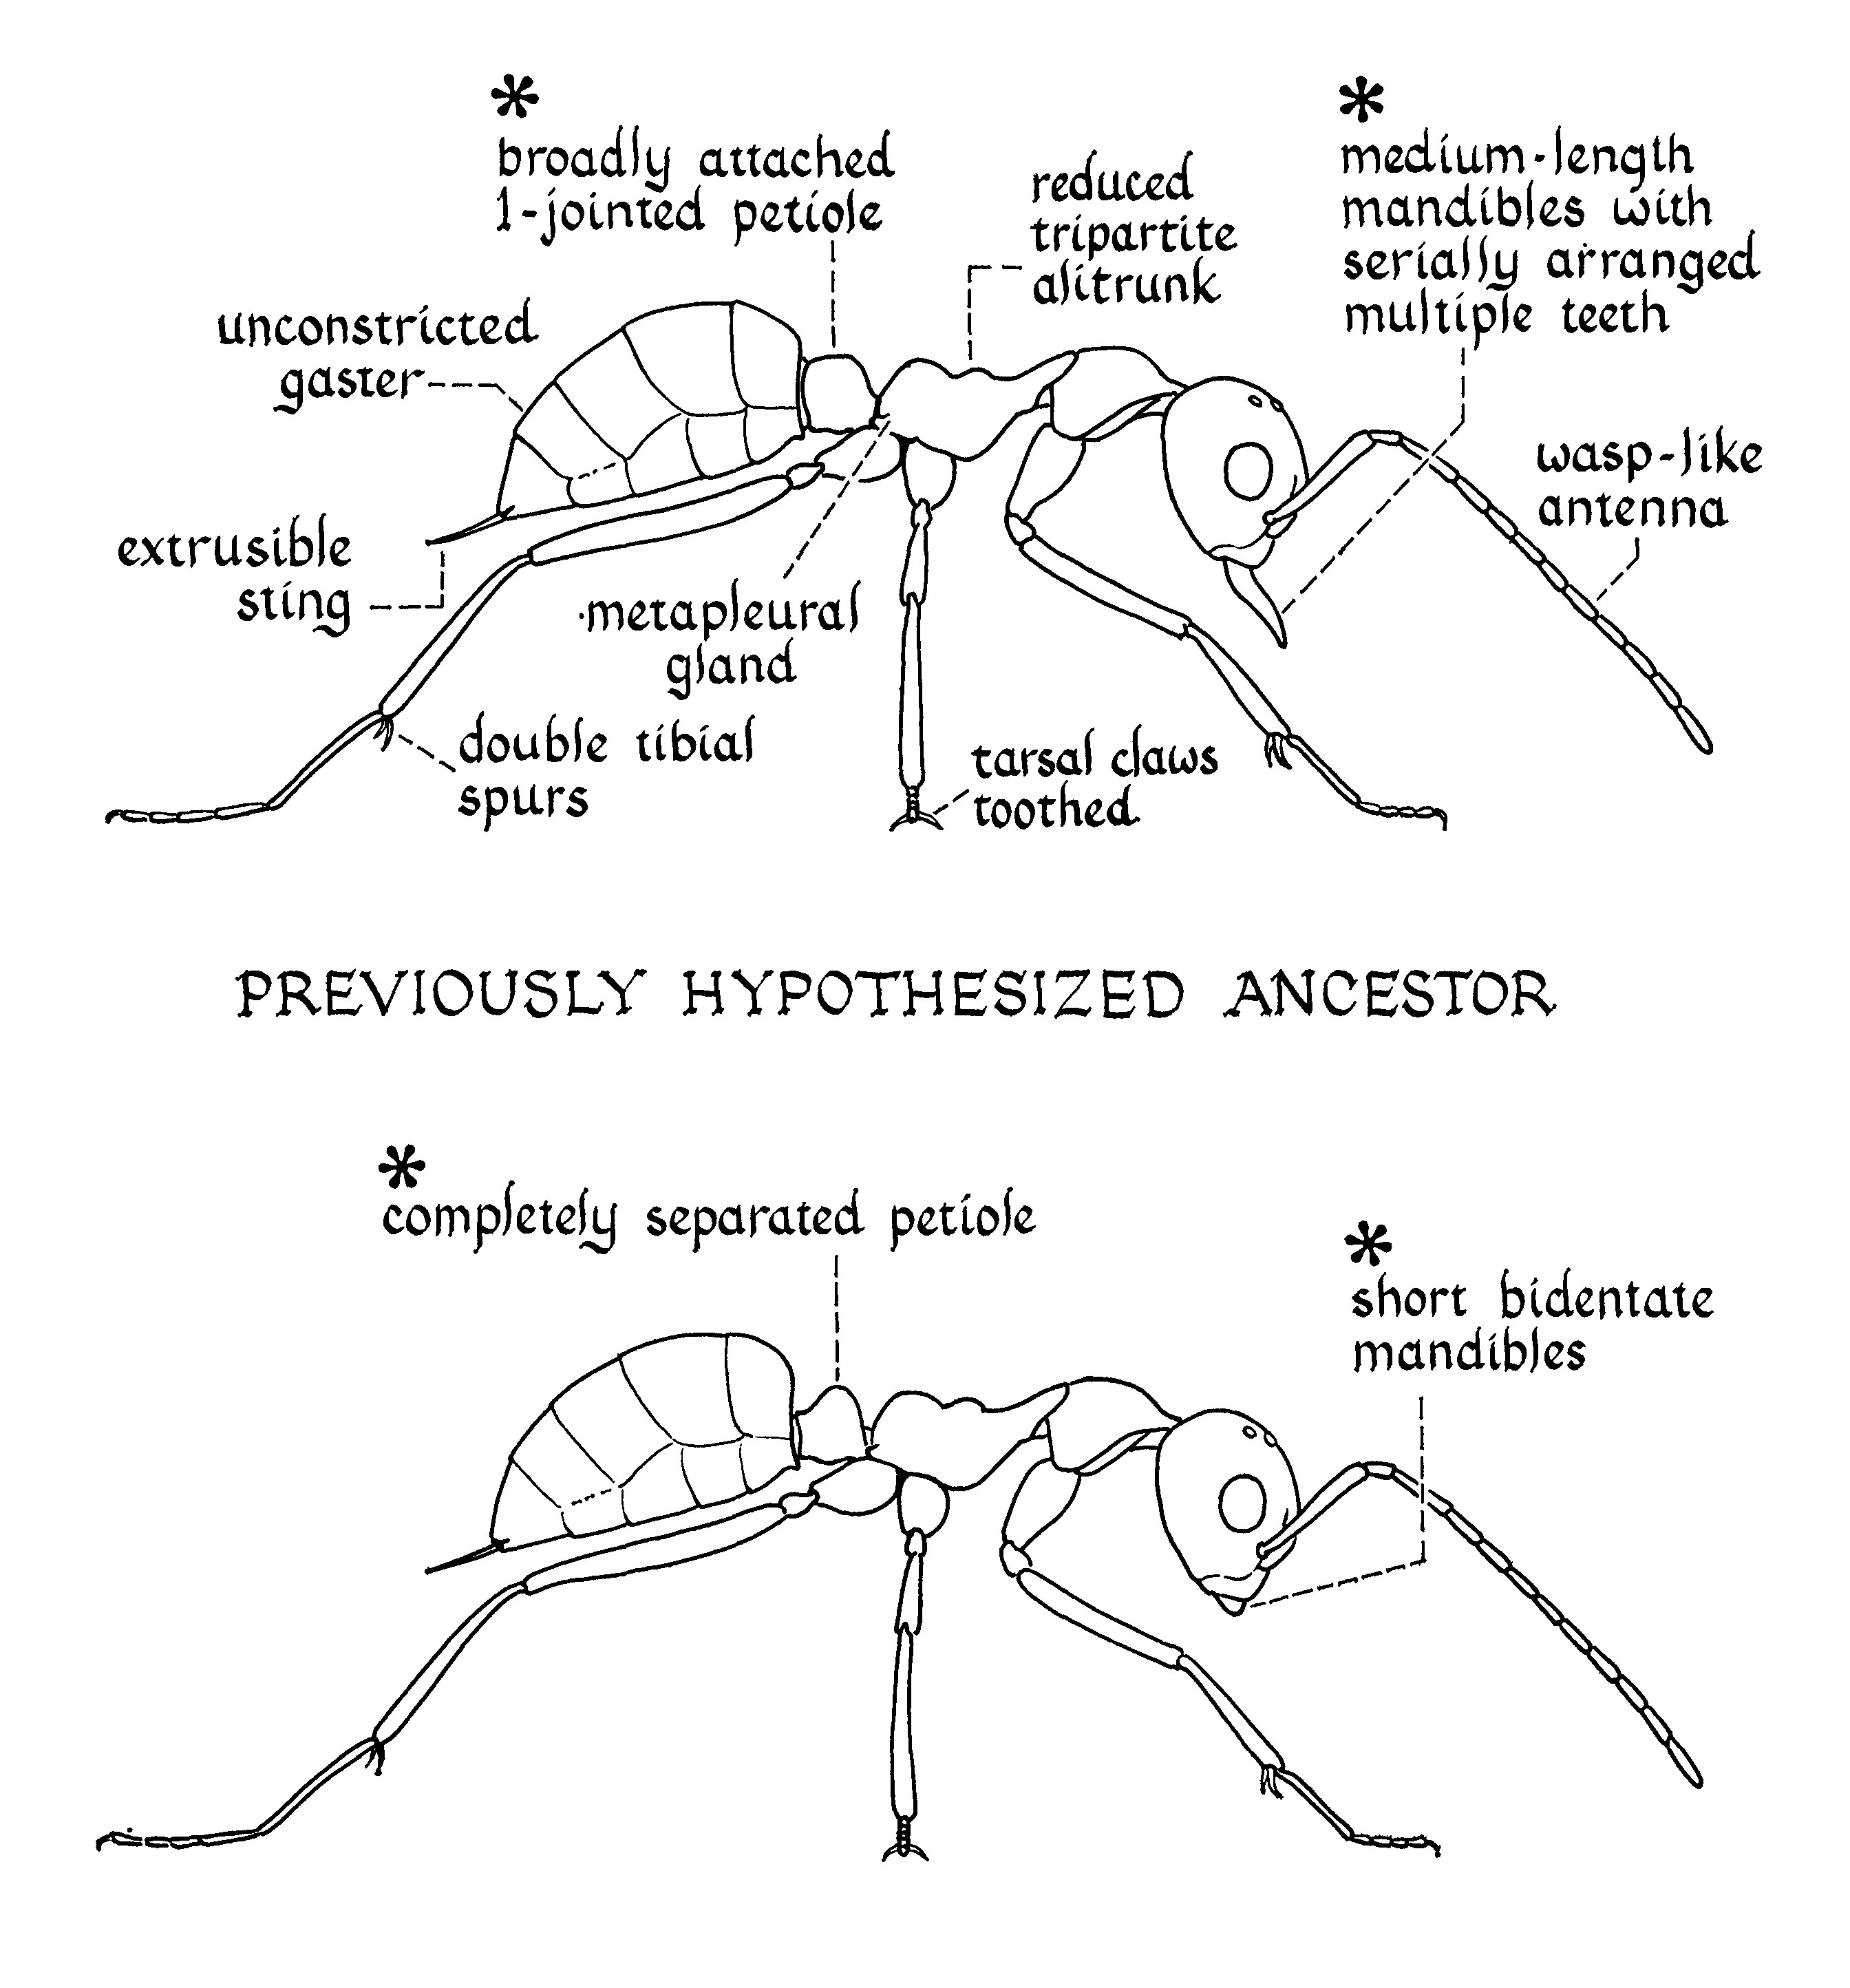 *
broadly attached
1-jointed petiole
reduced
tripartite
alitrunk
*
medium-length
mandibles with
serially arranged
multiple teeth
unconstricted
gaster
wasp-like
antenna
extrusible
sting
metapleural
gland
double tibial
spurs
tarsal claws
toothed
PREVIOUSLY HYPOTHESIZED ANCESTOR
*
completely separated petiole
*
short bidentate
mandibles